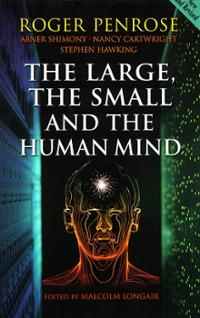 ROGER PENROSE
ABNER SHIMONY · NANCY CARTWRIGHT
STEPHEN HAWKING
THE LARGE,
THE SMALL
AND THE
HUMAN MIND
EDITED BY MALCOLM LONGAIR